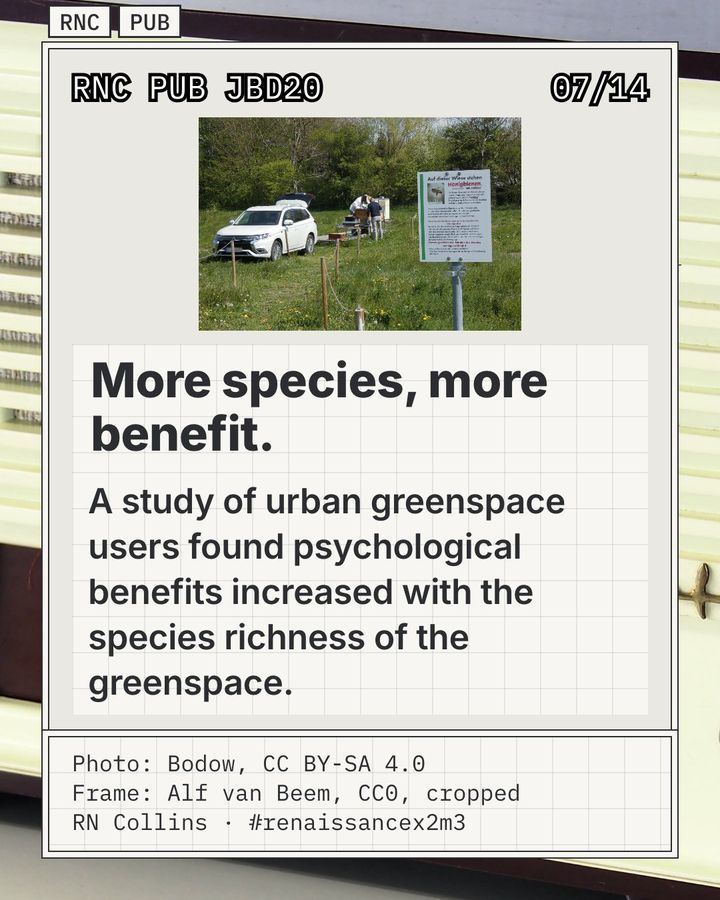 RNC PUB
RNC PUB JBD20 07/14
Auf dieser Wiese stehen
Honigbienen
More species, more
benefit.
A study of urban greenspace
users found psychological
benefits increased with the
species richness of the
greenspace.
Photo: Bodow, CC BY-SA 4.0
Frame: Alf van Beem, CC0, cropped
RN Collins · #renaissancex2m3